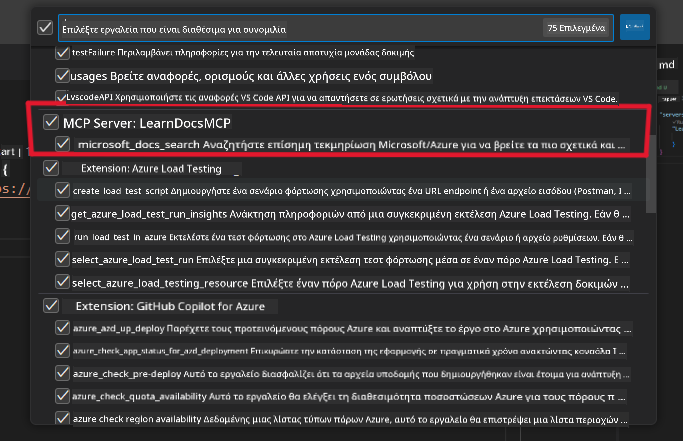 Επιλέξτε εργαλεία που είναι διαθέσιμα για συνομιλία
75 Επιλεγμένα
testFailure Περιλαμβάνει πληροφορίες για την τελευταία αποτυχία μονάδας δοκιμής
usages Βρείτε αναφορές, ορισμούς και άλλες χρήσεις ενός συμβόλου
vscodeAPI Χρησιμοποιήστε τις αναφορές VS Code API για να απαντήσετε σε ερωτήσεις σχετικά με την ανάπτυξη επεκτάσεων VS Code.
MCP Server: LearnDocsMCP
microsoft_docs_search Αναζητήστε επίσημη τεκμηρίωση Microsoft/Azure για να βρείτε τα πιο σχετικά και ...
Extension: Azure Load Testing
create_load_test_script Δημιουργήστε ένα σενάριο φόρτωσης χρησιμοποιώντας ένα URL endpoint ή ένα αρχείο εισόδου (Postman, I ...
get_azure_load_test_run_insights Ανάκτηση πληροφοριών από μια συγκεκριμένη εκτέλεση Azure Load Testing. Εάν θ ...
run_load_test_in_azure Εκτελέστε ένα τεστ φόρτωσης στο Azure Load Testing χρησιμοποιώντας ένα σενάριο ή αρχείο ρυθμίσεων. Εάν θ ...
select_azure_load_test_run Επιλέξτε μια συγκεκριμένη εκτέλεση τεστ φόρτωσης μέσα σε έναν πόρο Azure Load Testing. Ε ...
select_azure_load_testing_resource Επιλέξτε έναν πόρο Azure Load Testing για χρήση στην εκτέλεση δοκιμών ...
Extension: GitHub Copilot for Azure
azure_azd_up_deploy Παρέχετε τους προτεινόμενους πόρους Azure και αναπτύξτε το έργο στο Azure χρησιμοποιώντας ...
azure_check_app_status_for_azd_deployment Επικυρώστε την κατάσταση της εφαρμογής σε πραγματικό χρόνο ανακτώντας κανάλια I ...
azure_check_pre-deploy Αυτό το εργαλείο διασφαλίζει ότι τα αρχεία υποδομής που δημιουργήθηκαν είναι έτοιμα για ανάπτυξη ...
azure_check_quota_availability Αυτό το εργαλείο θα ελέγξει τη διαθεσιμότητα ποσοστώσεων Azure για τους πόρους π ...
azure check region availability Δεδομένης μιας λίστας τύπων πόρων Azure, αυτό το εργαλείο θα επιστρέψει μια λίστα περιοχών ...